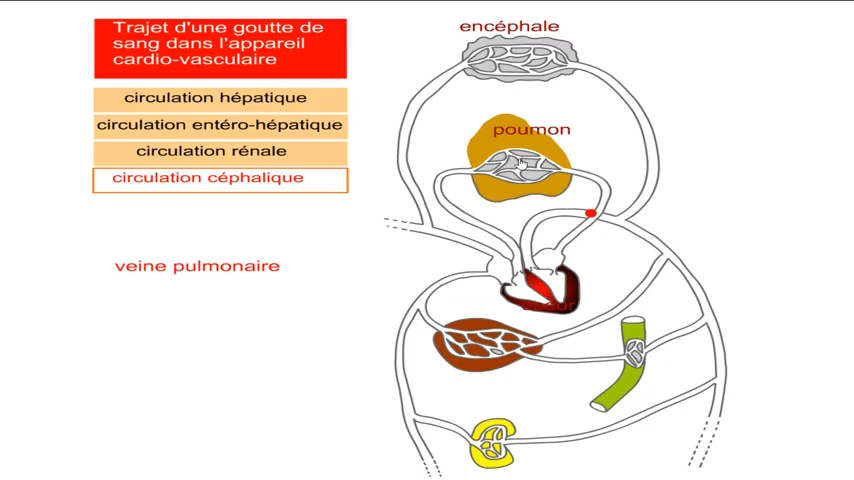 Trajet d'une goutte de
sang dans l'appareil
cardio-vasculaire
circulation hépatique
circulation entéro-hépatique
circulation rénale
circulation céphalique
veine pulmonaire
encéphale
poumon